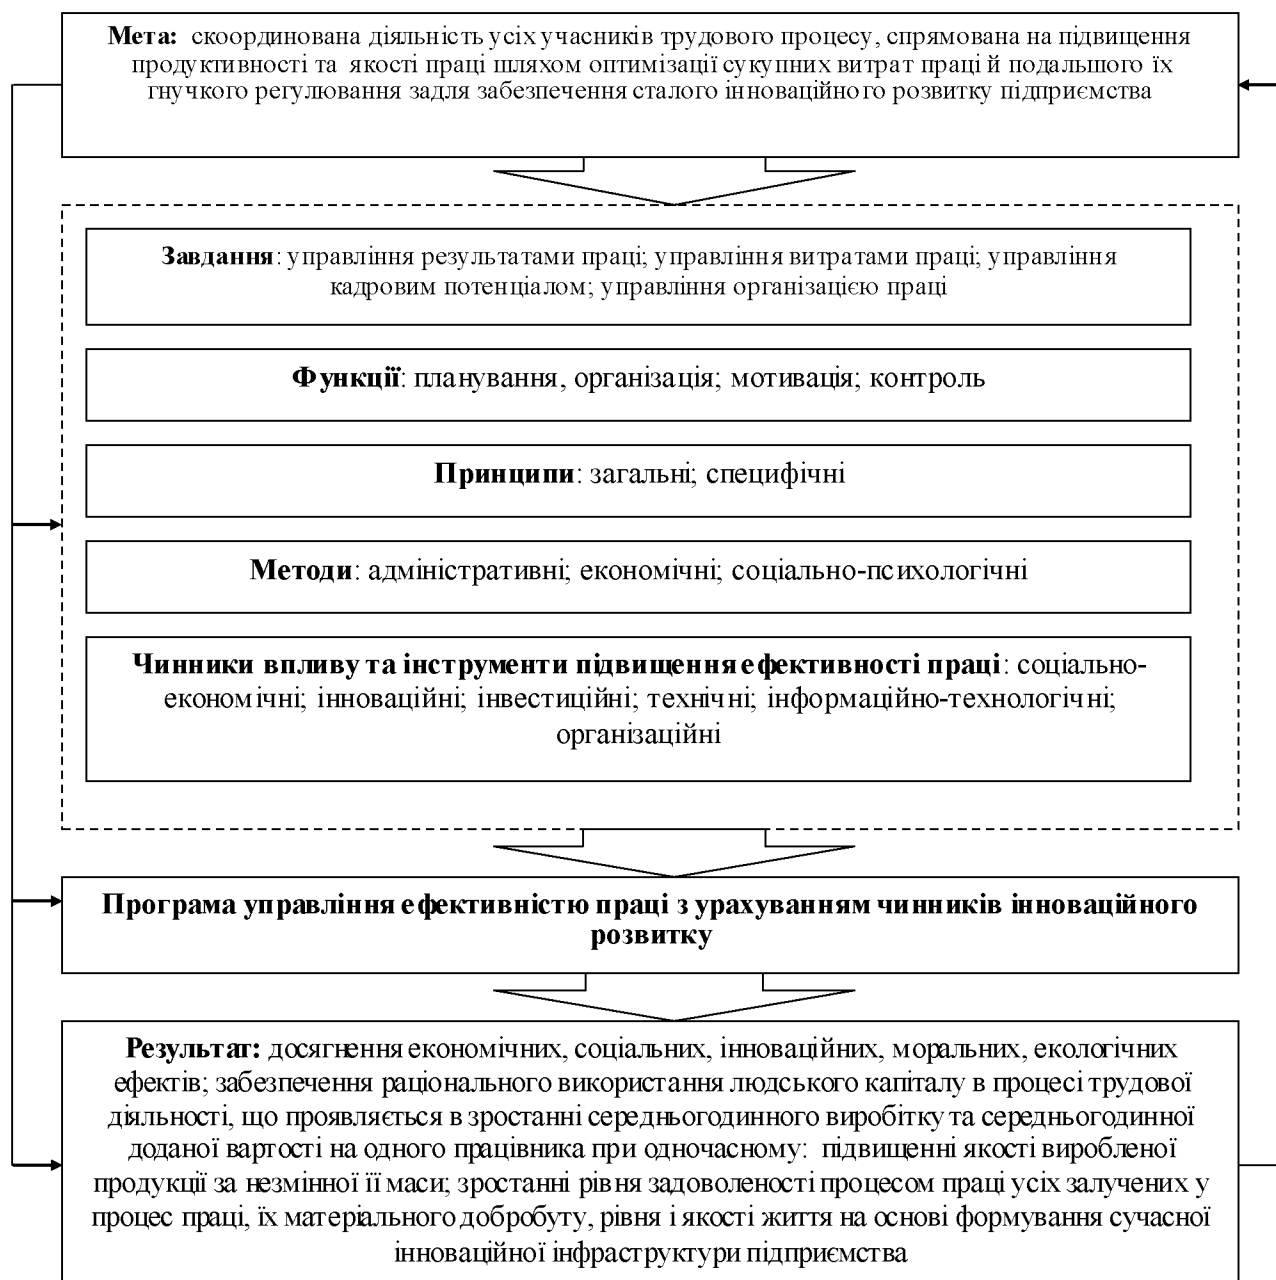 Мета: скоординована діяльність усіх учасників трудового процесу, спрямована на підвищення
продуктивності та якості праці шляхом оптимізації сукупних витрат праці й подальшого їх
гнучкого регулювання задля забезпечення сталого інноваційного розвитку підприємства
Завдання: управління результатами праці; управління витратами праці; управління
кадровим потенціалом; управління організацією праці
Функції: планування, організація; мотивація; контроль
Принципи: загальні; специфічні
Методи: адміністративні; економічні; соціально-психологічні
Чинники впливу та інструменти підвищення ефективності праці: соціально-
економічні; інноваційні; інвестиційні; технічні; інформаційно-технологічні;
організаційні
Програма управління ефективністю праці з урахуванням чинників інноваційного
розвитку
Результат: досягнення економічних, соціальних, інноваційних, моральних, екологічних
ефектів; забезпечення раціонального використання людського капіталу в процесі трудової
діяльності, що проявляється в зростанні середньогодинного виробітку та середньогодинної
доданої вартості на одного працівника при одночасному: підвищенні якості виробленої
продукції за незмінної її маси; зростанні рівня задоволеності процесом праці усіх залучених у
процес праці, їх матеріального добробуту, рівня і якості життя на основі формування сучасної
інноваційної інфраструктури підприємства